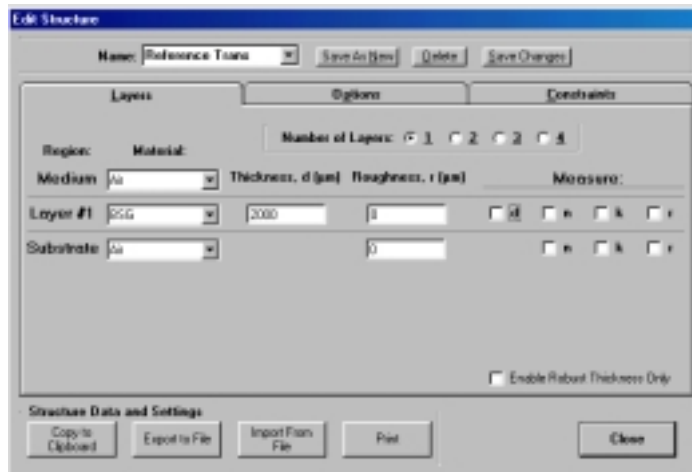 Edit Structure
Name: Reference Trans Save As New Delete Save Changes
Layers Options Constraints
Number of Layers: 1 2 3 4
Region: Material:
Medium Air Thickness, d (µm) Roughness, r (µm) Measure:
Layer #1 BSG 2000 0 d n k r
Substrate Air 0 n k r
Enable Robust Thickness Only
Structure Data and Settings
Copy to Clipboard Export to File Import From File Print Close